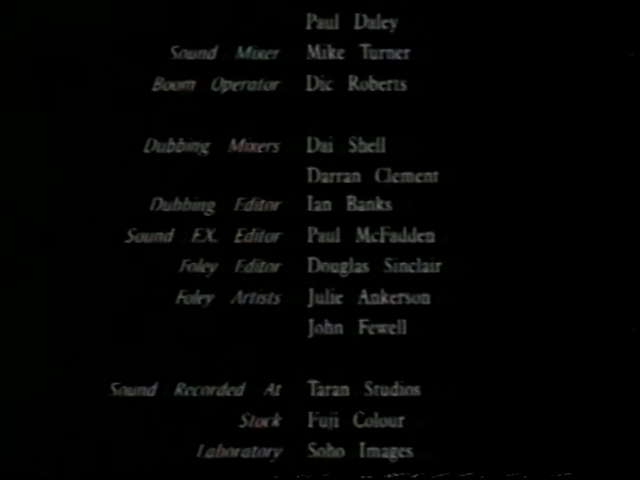 Paul Daley
Sound Mixer Mike Turner
Boom Operator Dic Roberts
Dubbing Mixers Dai Shell
Darran Clement
Dubbing Editor Ian Banks
Sound FX. Editor Paul McFadden
Foley Editor Douglas Sinclair
Foley Artists Julie Ankerson
John Fewell
Sound Recorded At Taran Studios
Stock Fuji Colour
Laboratory Soho Images